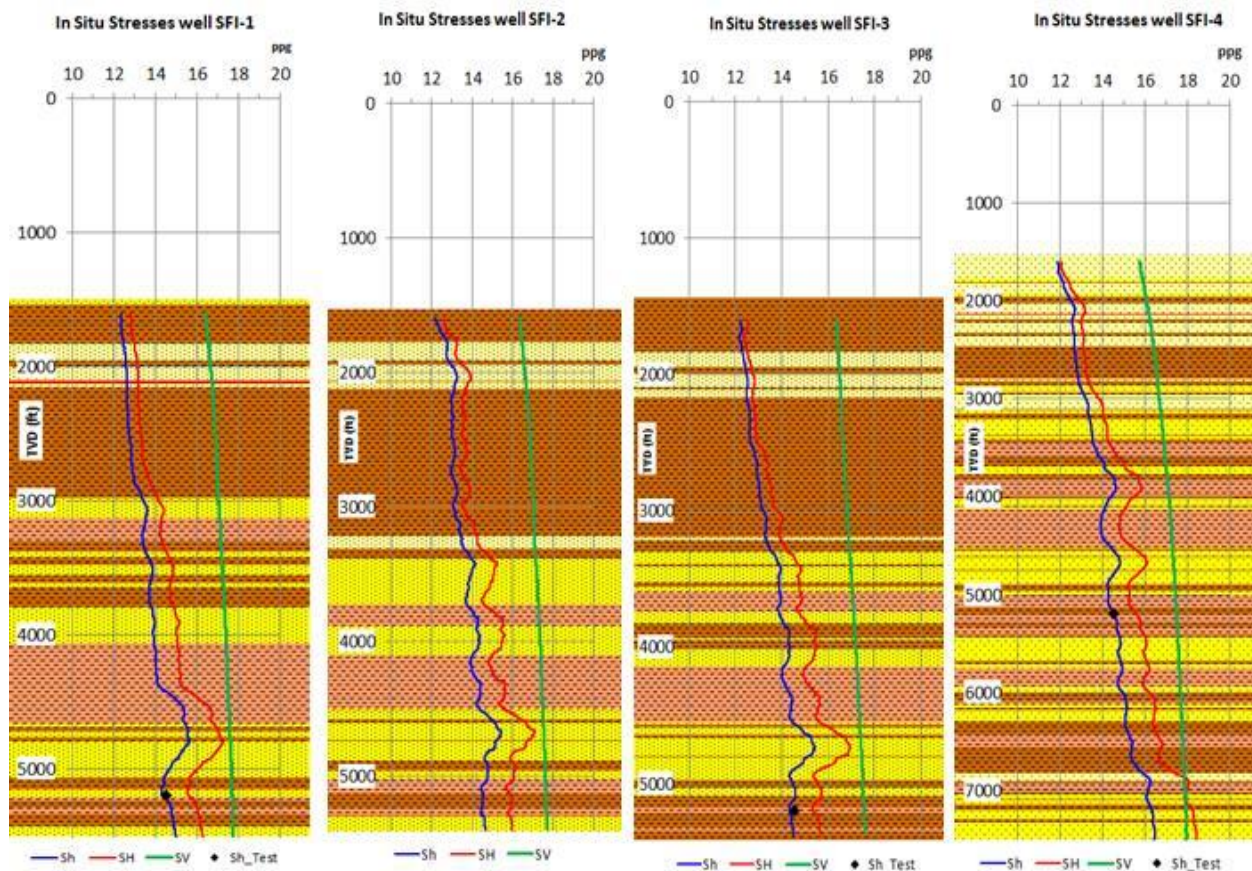 In Situ Stresses well SFI-1
ppg
10 12 14 16 18 20
0
1000
2000
TVD (ft)
3000
4000
5000
Sh SH SV Sh_Test
In Situ Stresses well SFI-2
ppg
10 12 14 16 18 20
0
1000
2000
TVD (ft)
3000
4000
5000
Sh SH SV
In Situ Stresses well SFI-3
ppg
10 12 14 16 18 20
0
1000
2000
TVD (ft)
3000
4000
5000
Sh SH SV Sh Test
In Situ Stresses well SFI-4
ppg
10 12 14 16 18 20
0
1000
2000
3000
TVD (ft)
4000
5000
6000
7000
Sh SH SV Sh_Test